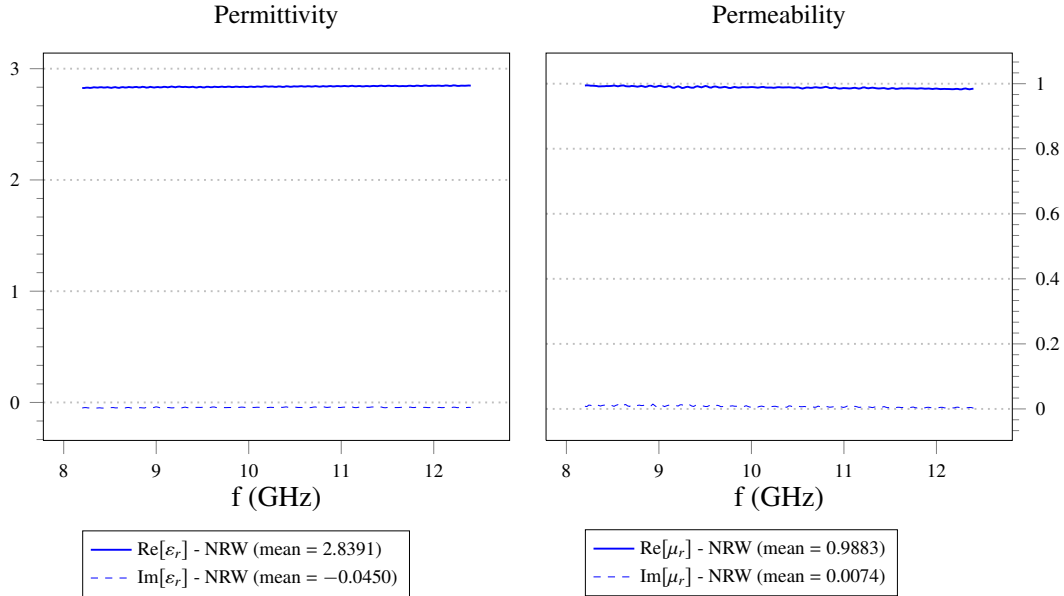 Permittivity
3
2
1
0
8 9 10 11 12
f (GHz)
Re[εr] - NRW (mean = 2.8391)
Im[εr] - NRW (mean = −0.0450)
Permeability
1
0.8
0.6
0.4
0.2
0
8 9 10 11 12
f (GHz)
Re[μr] - NRW (mean = 0.9883)
Im[μr] - NRW (mean = 0.0074)